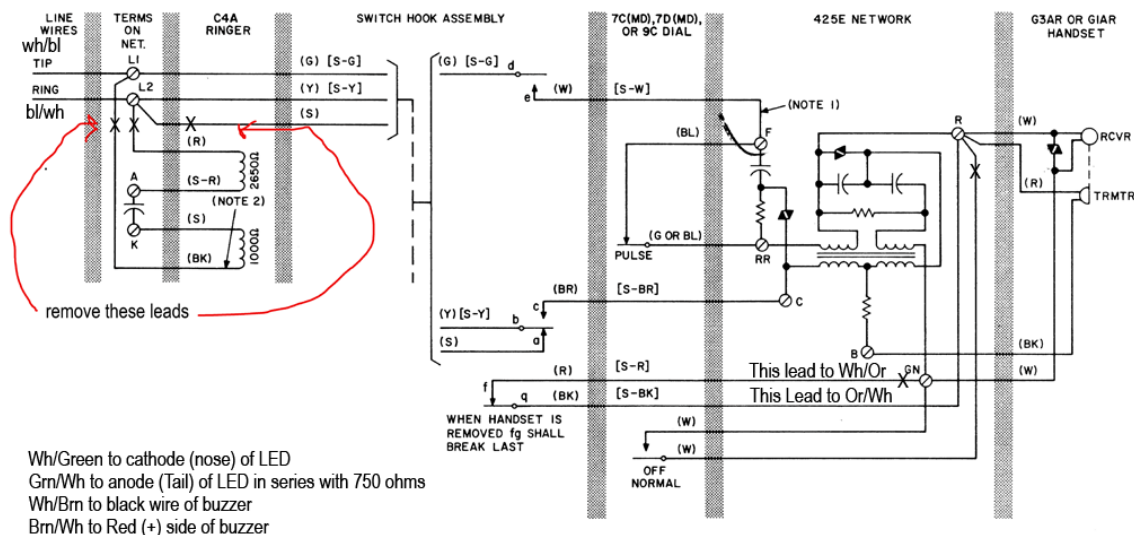 LINE WIRES
TERMS ON NET.
C4A RINGER
SWITCH HOOK ASSEMBLY
7C(MD),7D(MD), OR 9C DIAL
425E NETWORK
G3AR OR GIAR HANDSET
wh/bl
TIP
L1
(G) [S-G]
(G) [S-G]
d
RING
L2
(Y) [S-Y]
e
(W)
[S-W]
bl/wh
(S)
(NOTE 1)
(R)
2650Ω
(BL)
F
R
(W)
RCVR
A
(S-R)
(R)
TRMTR
(NOTE 2)
K
(S)
1000Ω
(BK)
PULSE
(G OR BL)
RR
remove these leads
(BR)
[S-BR]
C
c
(Y)[S-Y]
b
(S)
a
B
(BK)
(R)
[S-R]
This lead to Wh/Or
GN
(W)
f
q
(BK)
[S-BK]
This Lead to Or/Wh
WHEN HANDSET IS
REMOVED fg SHALL
BREAK LAST
(W)
(W)
OFF
NORMAL
Wh/Green to cathode (nose) of LED
Grn/Wh to anode (Tail) of LED in series with 750 ohms
Wh/Brn to black wire of buzzer
Brn/Wh to Red (+) side of buzzer